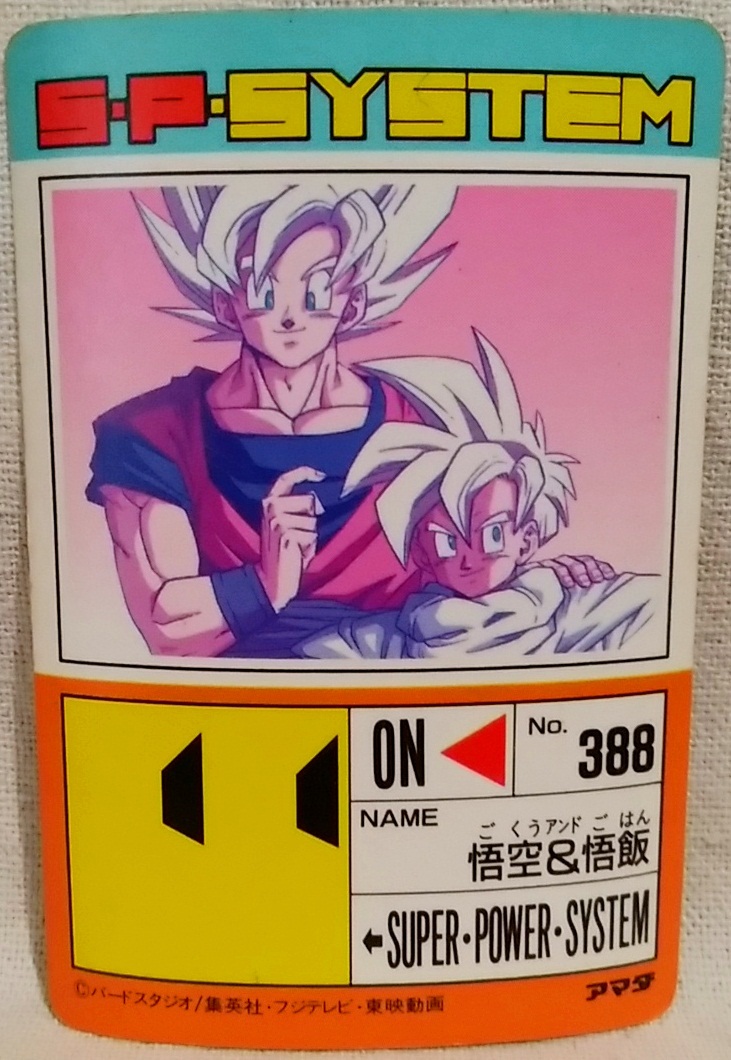 S・P・SYSTEM
ON
No. 388
NAME
ごくうアンドごはん
悟空&悟飯
←SUPER・POWER・SYSTEM
©バードスタジオ/集英社・フジテレビ・東映動画
アマダ